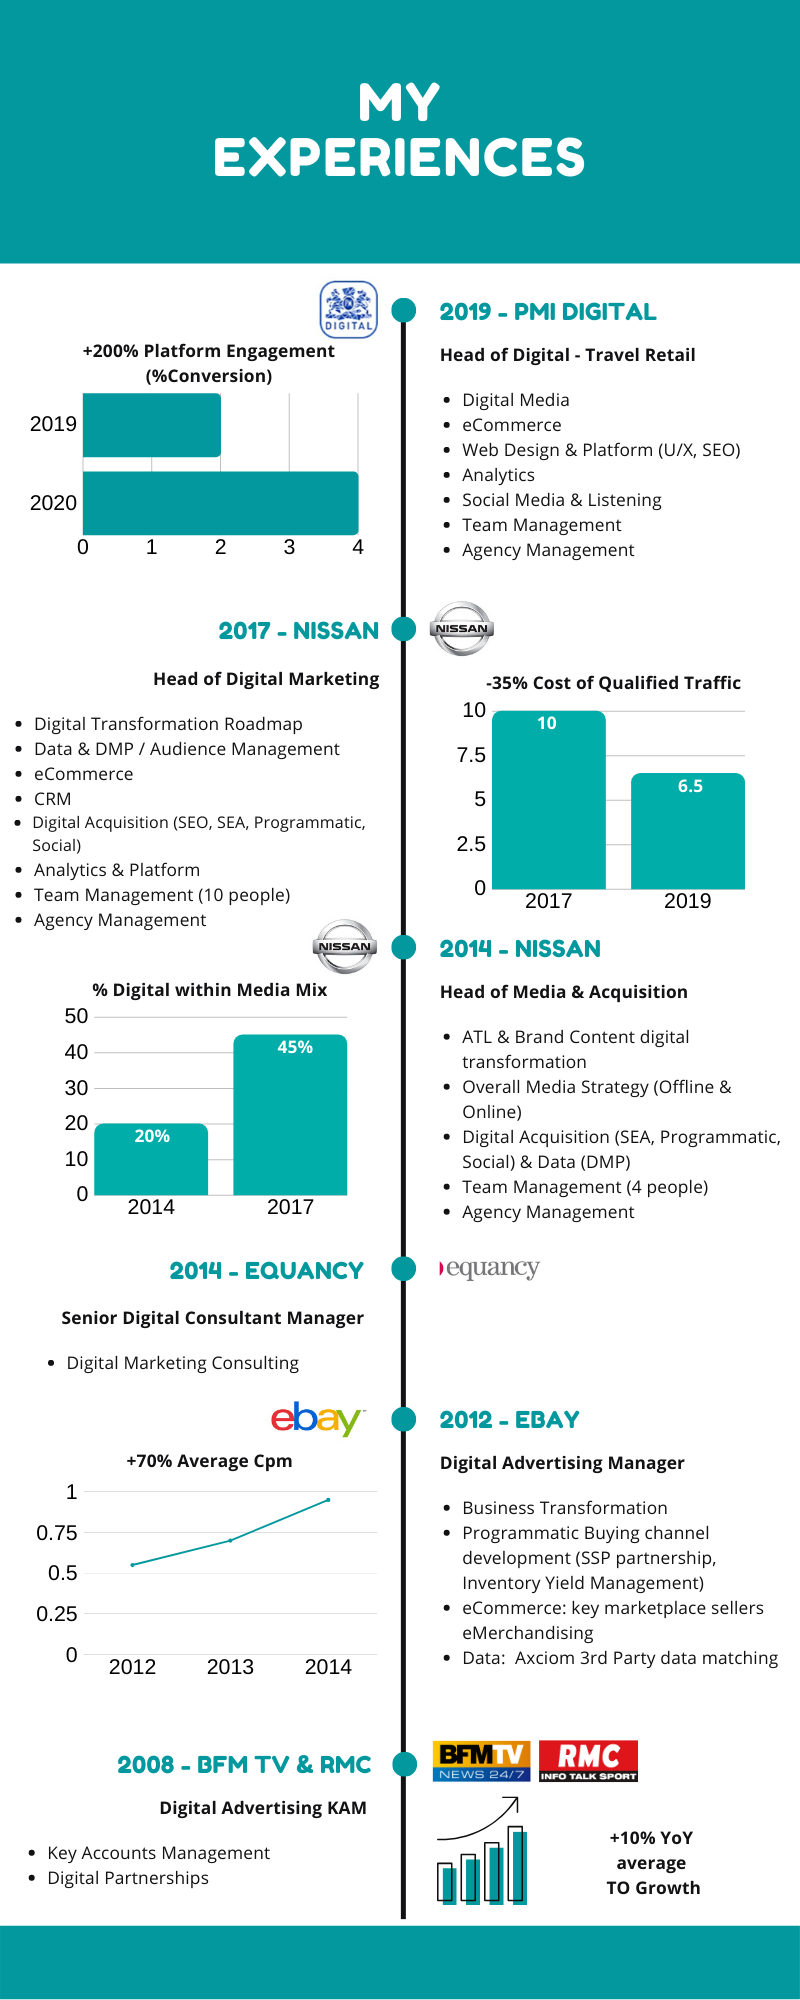 MY
EXPERIENCES
DIGITAL
2019 - PMI DIGITAL
+200% Platform Engagement
(%Conversion)
2019
2020
0 1 2 3 4
Head of Digital - Travel Retail
• Digital Media
• eCommerce
• Web Design & Platform (U/X, SEO)
• Analytics
• Social Media & Listening
• Team Management
• Agency Management
2017 - NISSAN
NISSAN
Head of Digital Marketing
• Digital Transformation Roadmap
• Data & DMP / Audience Management
• eCommerce
• CRM
• Digital Acquisition (SEO, SEA, Programmatic,
Social)
• Analytics & Platform
• Team Management (10 people)
• Agency Management
-35% Cost of Qualified Traffic
10
7.5
5
2.5
0
10
6.5
2017 2019
NISSAN
2014 - NISSAN
% Digital within Media Mix
50
40
30
20
10
0
20%
45%
2014 2017
Head of Media & Acquisition
• ATL & Brand Content digital
transformation
• Overall Media Strategy (Offline &
Online)
• Digital Acquisition (SEA, Programmatic,
Social) & Data (DMP)
• Team Management (4 people)
• Agency Management
2014 - EQUANCY
equancy
Senior Digital Consultant Manager
• Digital Marketing Consulting
ebay™
2012 - EBAY
+70% Average Cpm
1
0.75
0.5
0.25
0
2012 2013 2014
Digital Advertising Manager
• Business Transformation
• Programmatic Buying channel
development (SSP partnership,
Inventory Yield Management)
• eCommerce: key marketplace sellers
eMerchandising
• Data:  Axciom 3rd Party data matching
2008 - BFM TV & RMC
BFMTV
NEWS 24/7
RMC
INFO TALK SPORT
Digital Advertising KAM
• Key Accounts Management
• Digital Partnerships
+10% YoY
average
TO Growth